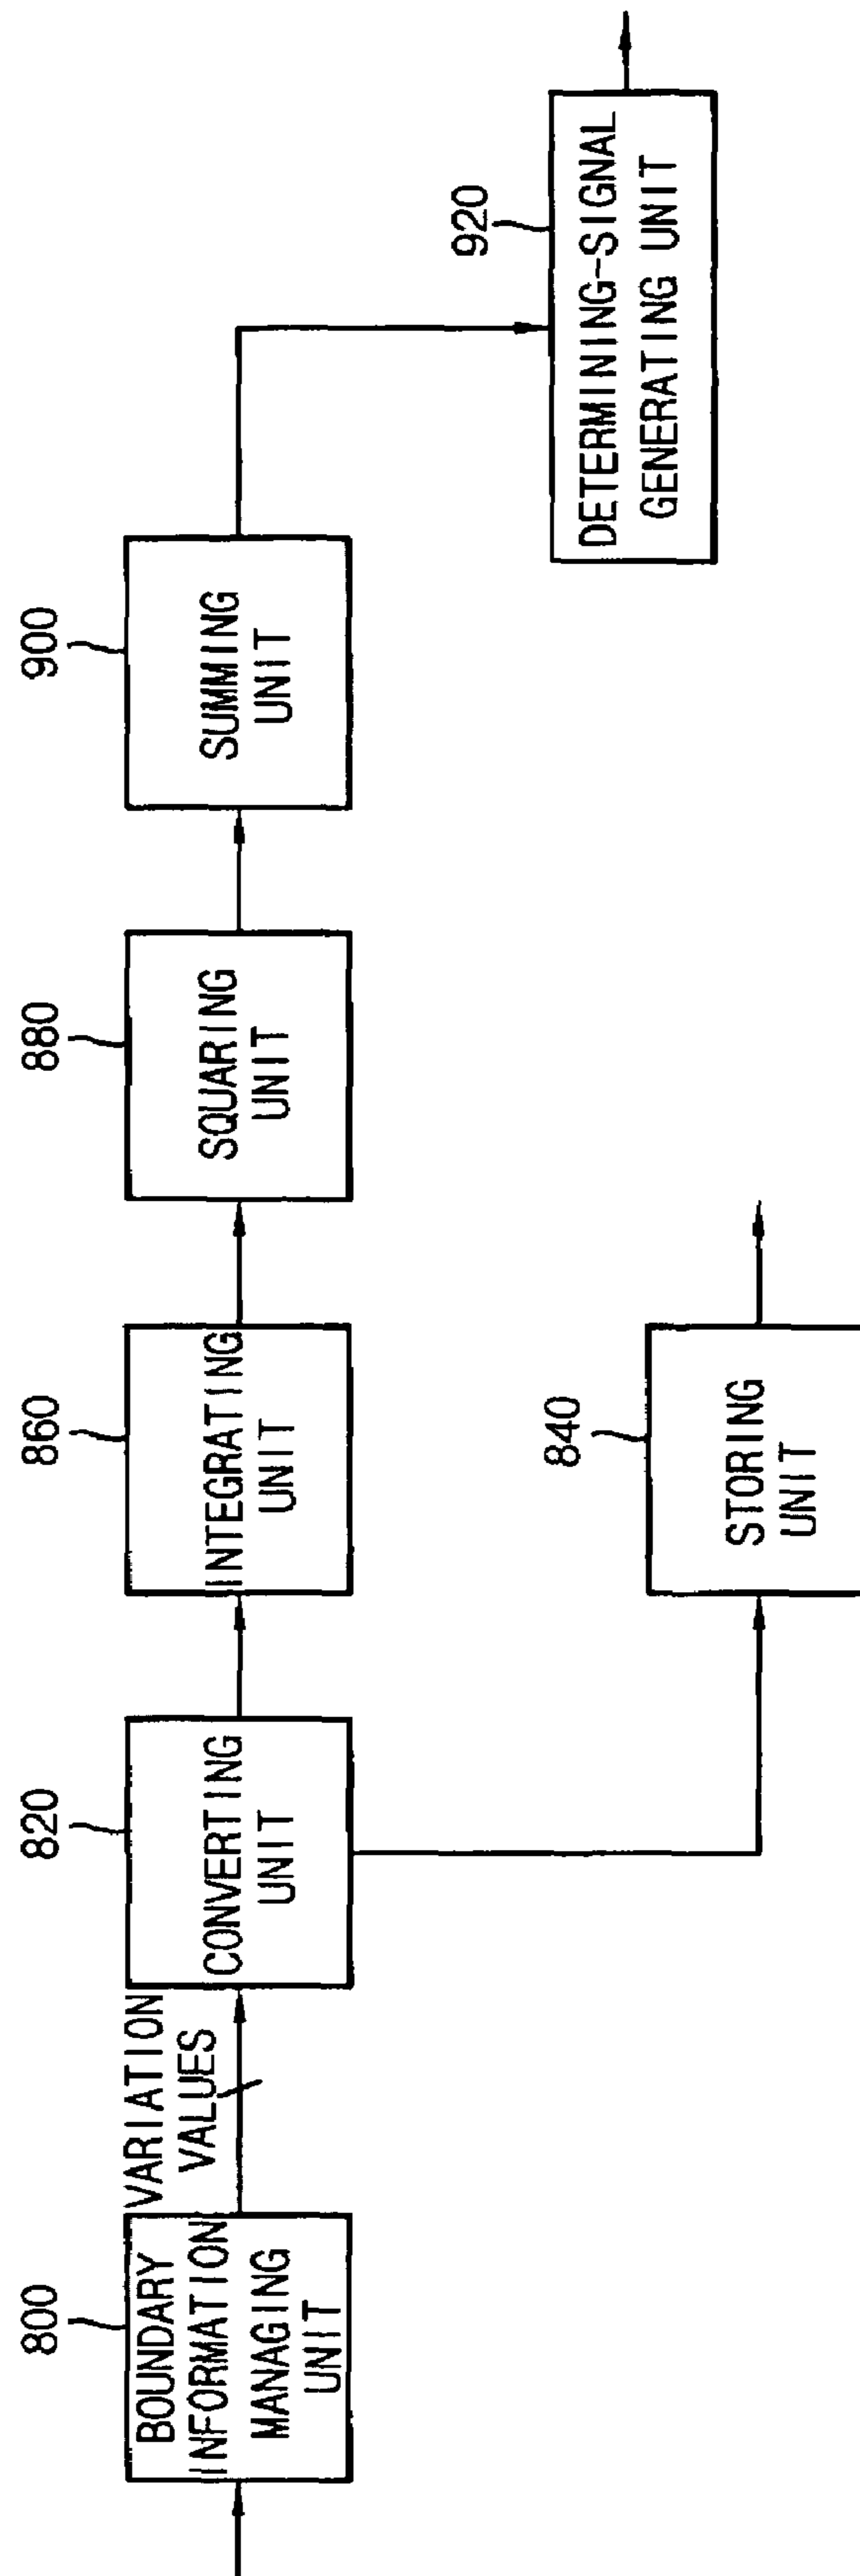 800
BOUNDARY
INFORMATION
MANAGING
UNIT
VARIATION
VALUES
820
CONVERTING
UNIT
840
STORING
UNIT
860
INTEGRATING
UNIT
880
SQUARING
UNIT
900
SUMMING
UNIT
920
DETERMINING-SIGNAL
GENERATING UNIT